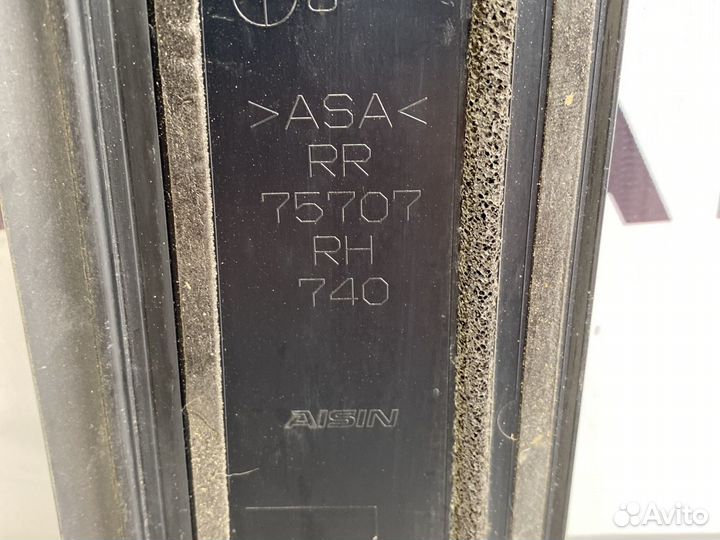 >ASA<
RR
75707
RH
740
AISIN
Avito